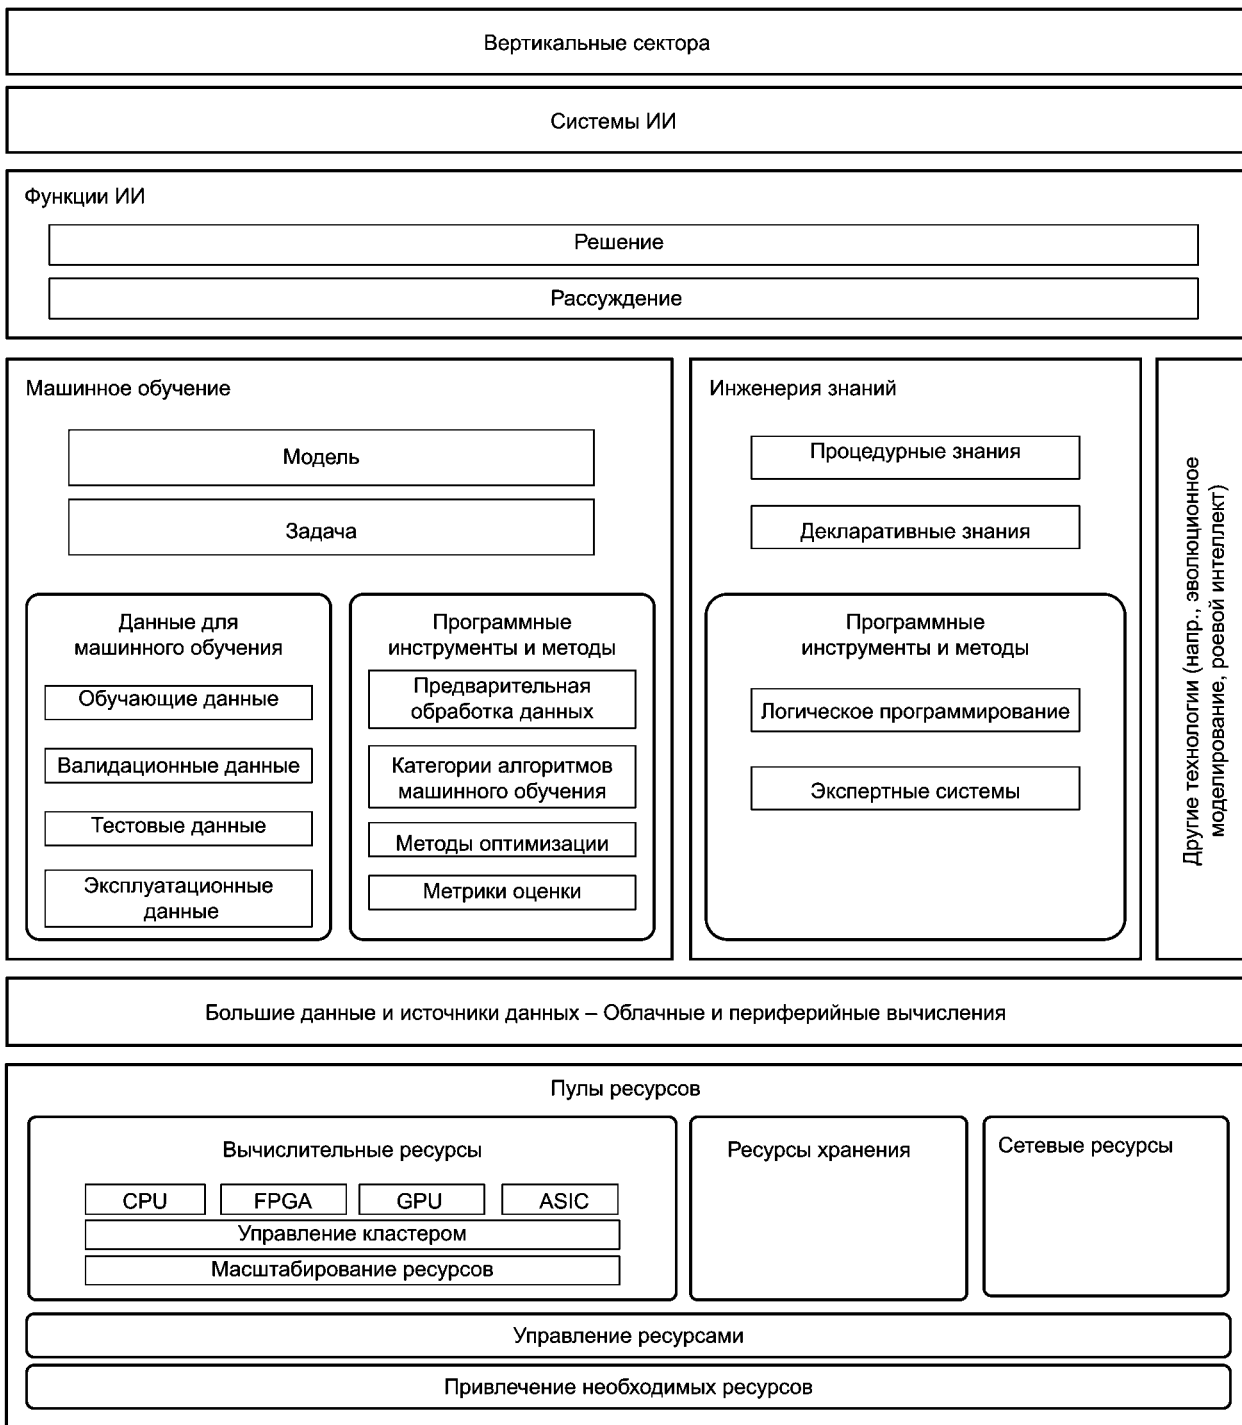 Вертикальные сектора
Системы ИИ
Функции ИИ
Решение
Рассуждение
Машинное обучение
Модель
Задача
Данные для
машинного обучения
Обучающие данные
Валидационные данные
Тестовые данные
Эксплуатационные
данные
Программные
инструменты и методы
Предварительная
обработка данных
Категории алгоритмов
машинного обучения
Методы оптимизации
Метрики оценки
Инженерия знаний
Процедурные знания
Декларативные знания
Программные
инструменты и методы
Логическое программирование
Экспертные системы
Другие технологии (напр., эволюционное
моделирование, роевой интеллект)
Большие данные и источники данных – Облачные и периферийные вычисления
Пулы ресурсов
Вычислительные ресурсы
CPU
FPGA
GPU
ASIC
Управление кластером
Масштабирование ресурсов
Ресурсы хранения
Сетевые ресурсы
Управление ресурсами
Привлечение необходимых ресурсов